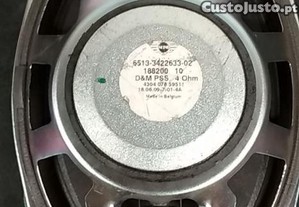 CustoJusto.pt
6513-3422633-02
188200 10
D&M PSS 4 Ohm
Made in Belgium